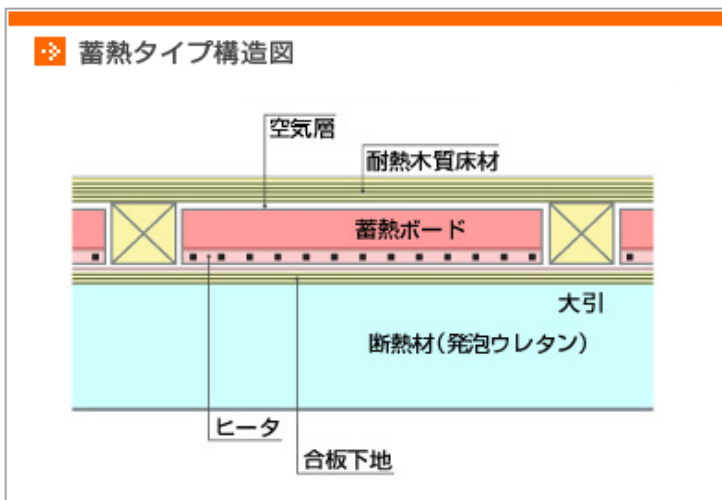 蓄熱タイプ構造図
空気層
耐熱木質床材
蓄熱ボード
大引
断熱材(発泡ウレタン)
ヒータ
合板下地